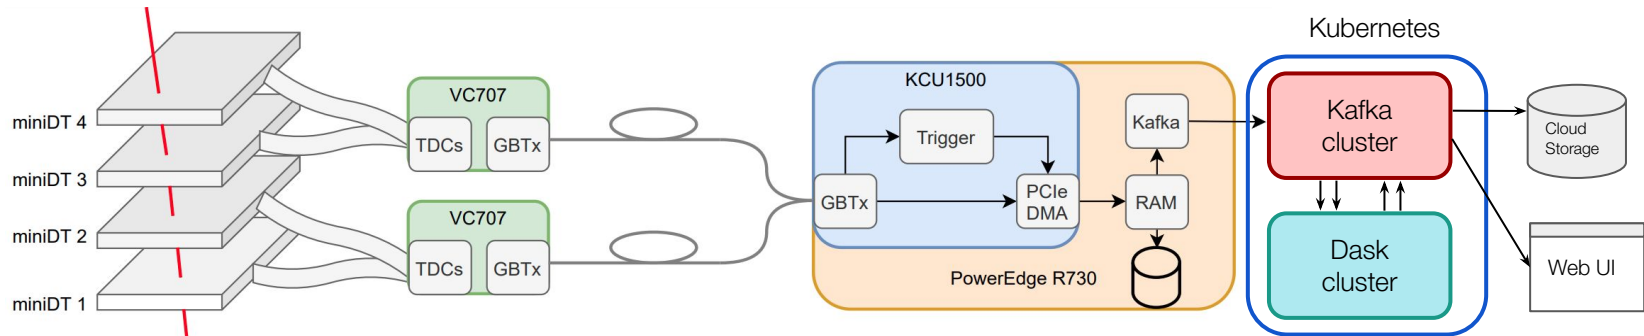 Kubernetes
miniDT 4
miniDT 3
miniDT 2
miniDT 1
VC707
TDCs
GBTx
VC707
TDCs
GBTx
KCU1500
Trigger
GBTx
PCIe
DMA
Kafka
RAM
PowerEdge R730
Kafka
cluster
Dask
cluster
Cloud
Storage
Web UI